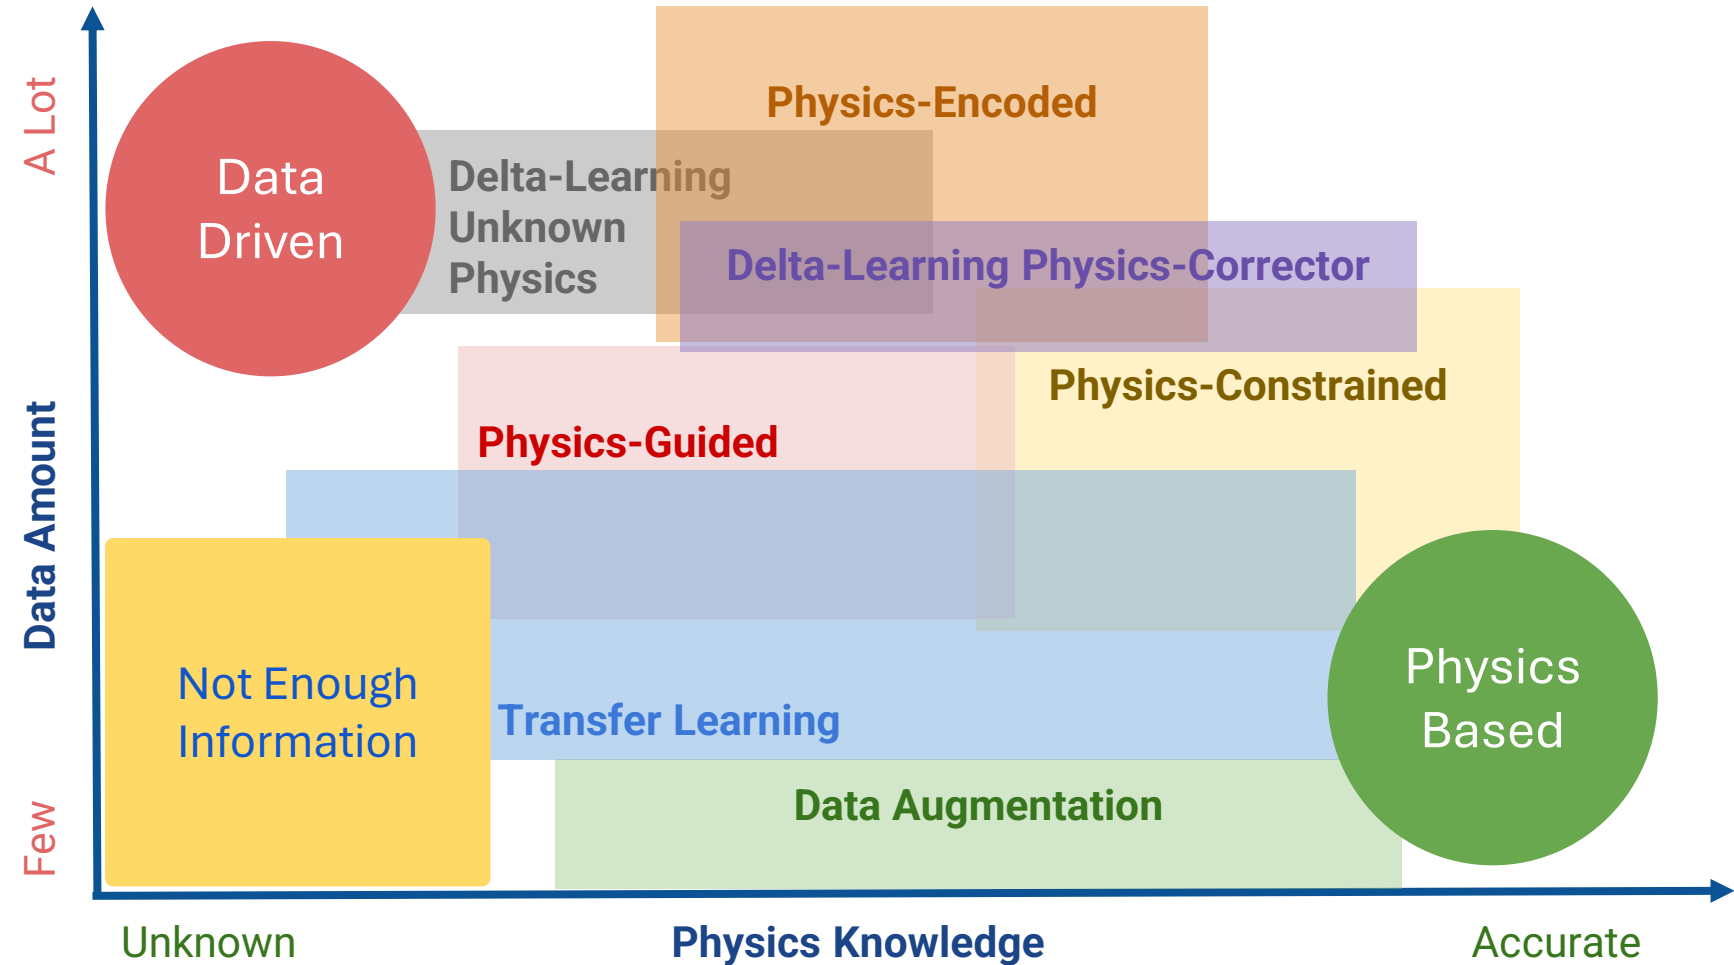 A Lot
Data Amount
Few
Data
Driven
Physics-Encoded
Delta-Learning
Unknown
Physics
Delta-Learning Physics-Corrector
Physics-Constrained
Physics-Guided
Not Enough
Information
Transfer Learning
Physics
Based
Data Augmentation
Unknown
Physics Knowledge
Accurate